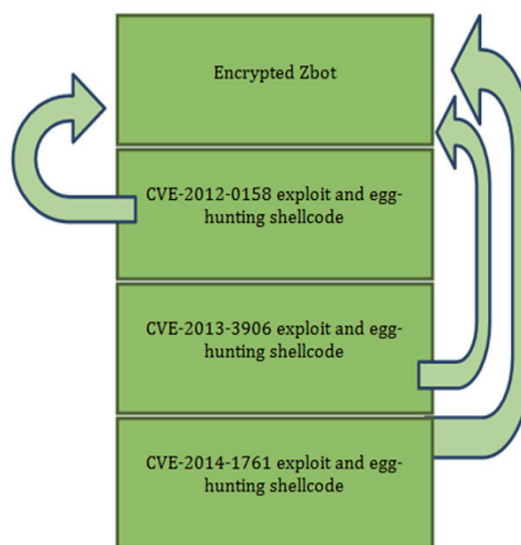 Encrypted Zbot
CVE-2012-0158 exploit and egg-
hunting shellcode
CVE-2013-3906 exploit and egg-
hunting shellcode
CVE-2014-1761 exploit and egg-
hunting shellcode